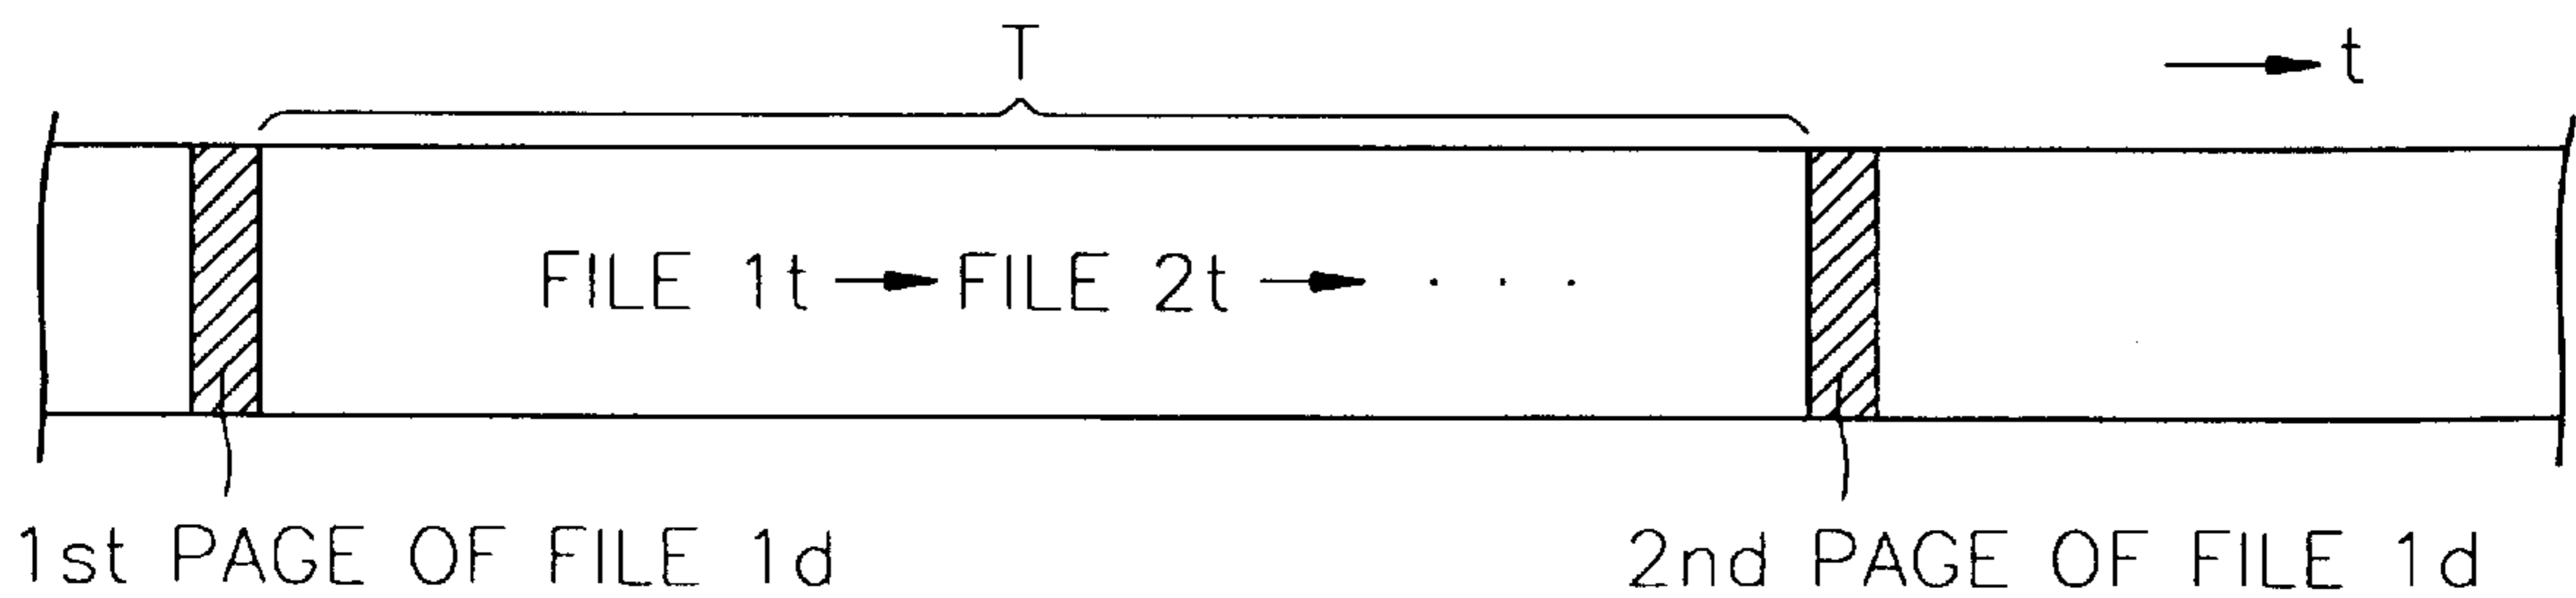 T
t
FILE 1t → FILE 2t → . . .
1st PAGE OF FILE 1d
2nd PAGE OF FILE 1d